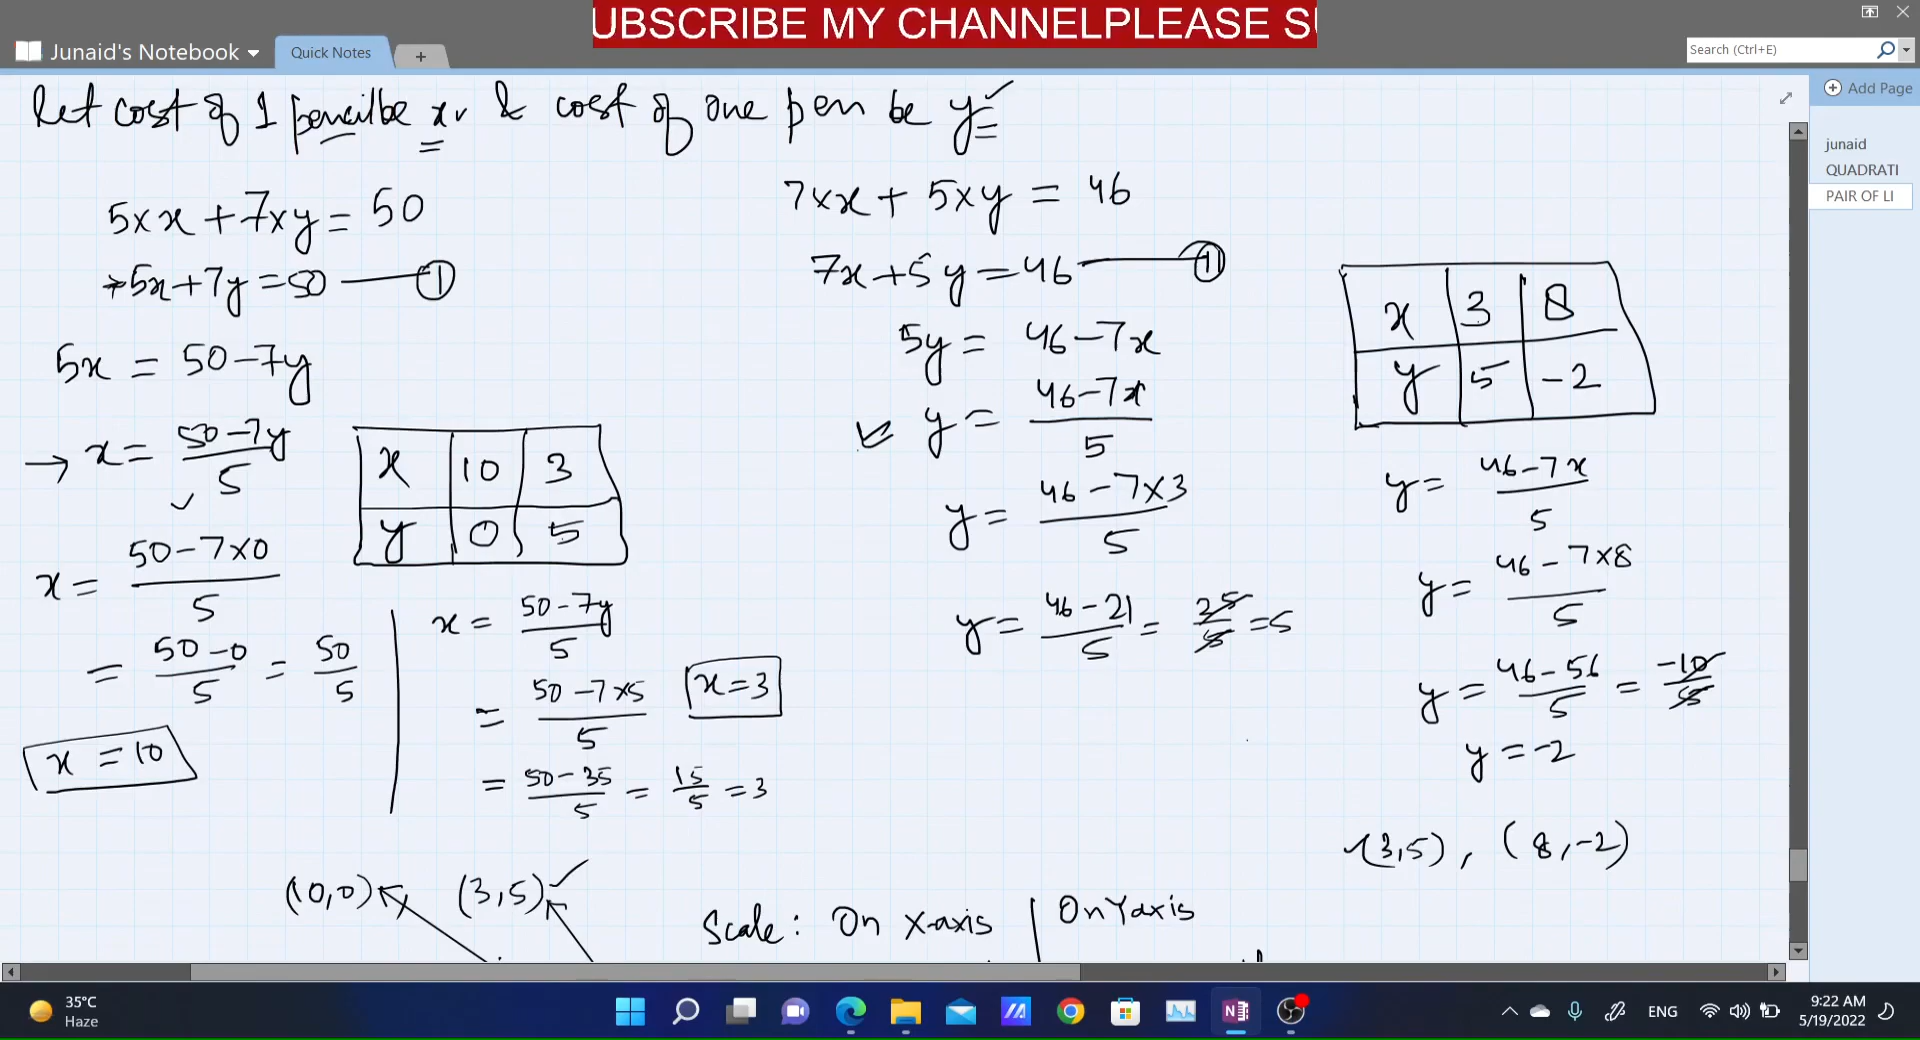 UBSCRIBE MY CHANNELPLEASE SU
Junaid's Notebook
Quick Notes
+
Search (Ctrl+E)
Add Page
junaid
QUADRATI
PAIR OF LI
Let cost of 1 pencil be x & cost of one pen be y
5×x + 7×y = 50
5x + 7y = 50 —— ①
5x = 50 - 7y
→ x = (50 - 7y)/5
x = (50 - 7×0)/5
= (50 - 0)/5 = 50/5
x = 10
x | 10 | 3
y | 0 | 5
x = (50 - 7y)/5
= (50 - 7×5)/5
x = 3
= (50 - 35)/5 = 15/5 = 3
(10,0) (3,5)
7×x + 5×y = 46
7x + 5y = 46 —— ⑪
5y = 46 - 7x
y = (46 - 7x)/5
y = (46 - 7×3)/5
y = (46 - 21)/5 = 25/5 = 5
x | 3 | 8
y | 5 | -2
y = (46 - 7x)/5
y = (46 - 7×8)/5
y = (46 - 56)/5 = -10/5
y = -2
(3,5), (8,-2)
Scale: On X-axis | On Y axis
35°C
Haze
ENG
9:22 AM
5/19/2022